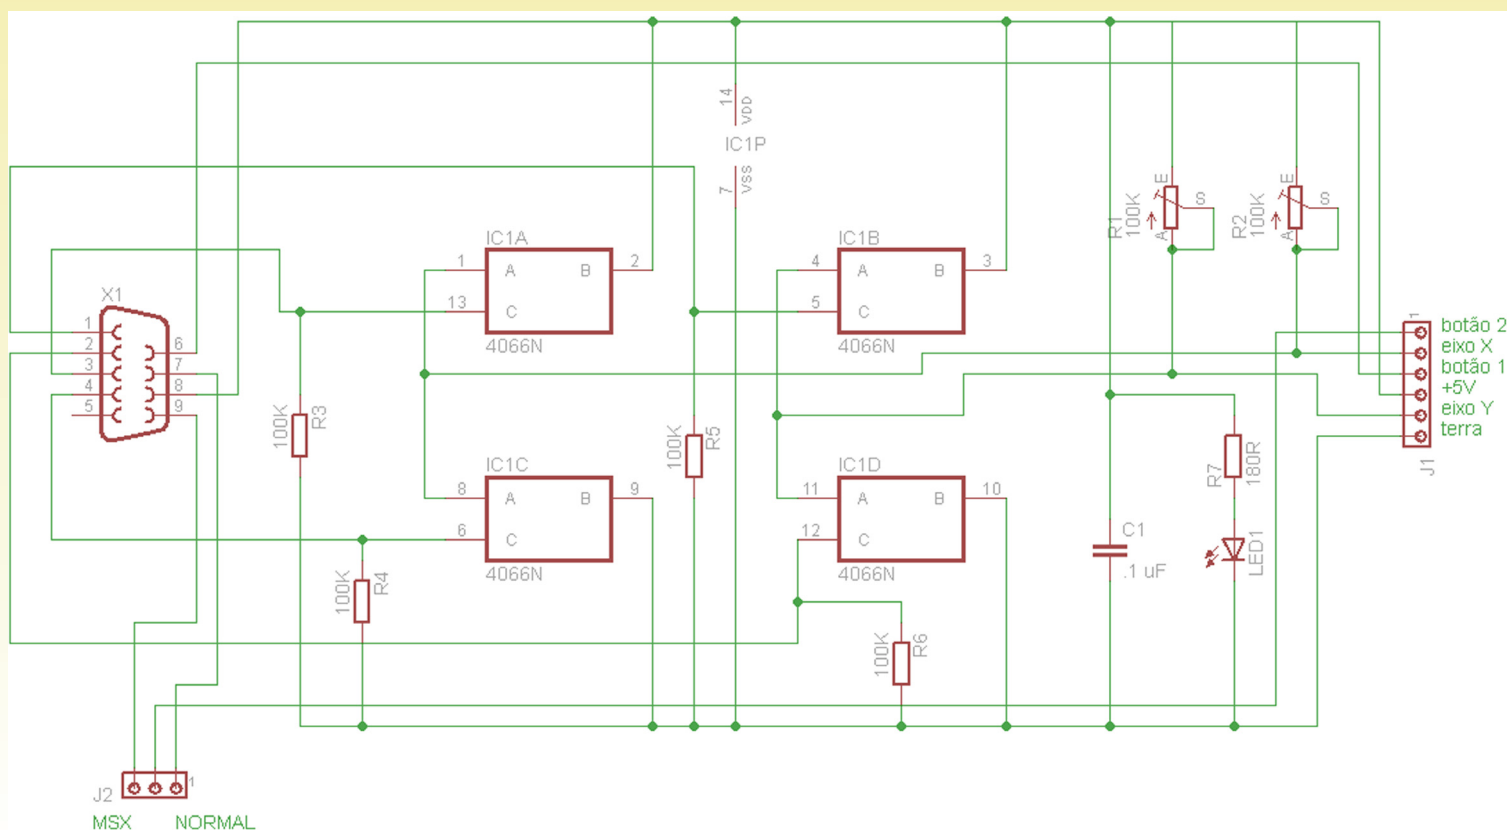 14
VDD
IC1P
7
VSS
IC1A
1
A
B
2
13
C
4066N
IC1B
4
A
B
3
5
C
4066N
E
S
R1
100K
A
E
S
R2
100K
A
X1
1
2
3
4
5
6
7
8
9
1
botão 2
eixo X
botão 1
+5V
eixo Y
terra
J1
100K
R3
100K
R5
IC1C
8
A
B
9
6
C
4066N
IC1D
11
A
B
10
12
C
4066N
R7
180R
C1
.1 uF
LED1
100K
R4
100K
R6
J2
1
MSX
NORMAL